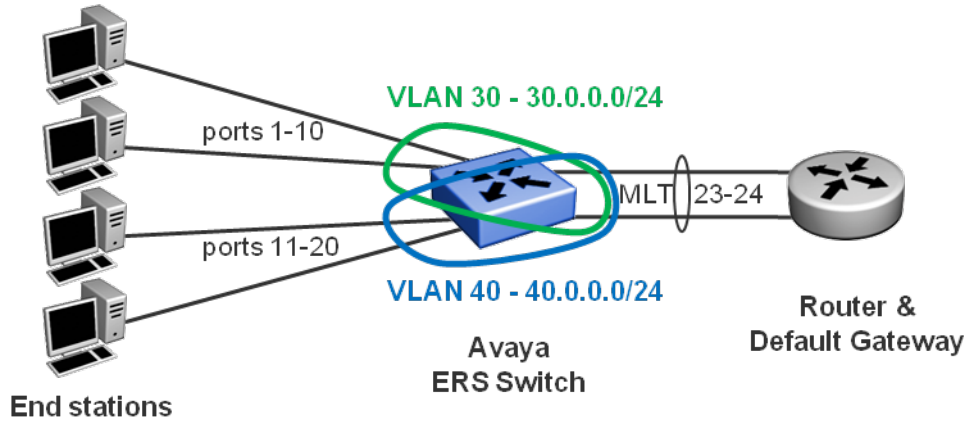 VLAN 30 - 30.0.0.0/24
ports 1-10
MLT 23-24
ports 11-20
VLAN 40 - 40.0.0.0/24
Router &
Default Gateway
Avaya
ERS Switch
End stations